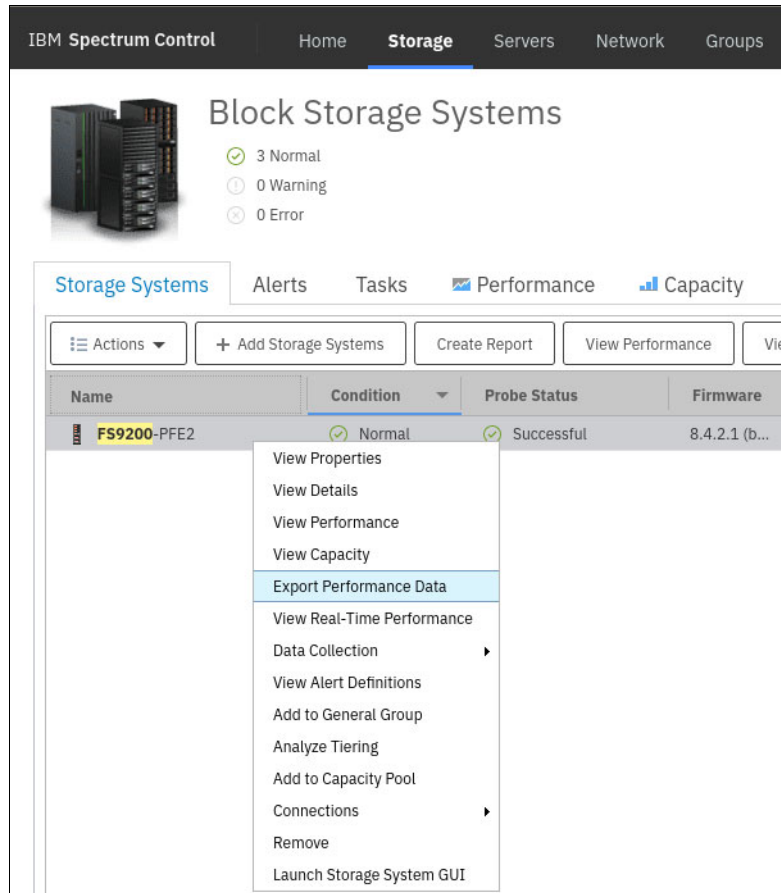 IBM Spectrum Control Home Storage Servers Network Groups
Block Storage Systems
3 Normal
0 Warning
0 Error
Storage Systems Alerts Tasks Performance Capacity
Actions + Add Storage Systems Create Report View Performance Vie
Name Condition Probe Status Firmware
FS9200-PFE2 Normal Successful 8.4.2.1 (b...
View Properties
View Details
View Performance
View Capacity
Export Performance Data
View Real-Time Performance
Data Collection
View Alert Definitions
Add to General Group
Analyze Tiering
Add to Capacity Pool
Connections
Remove
Launch Storage System GUI